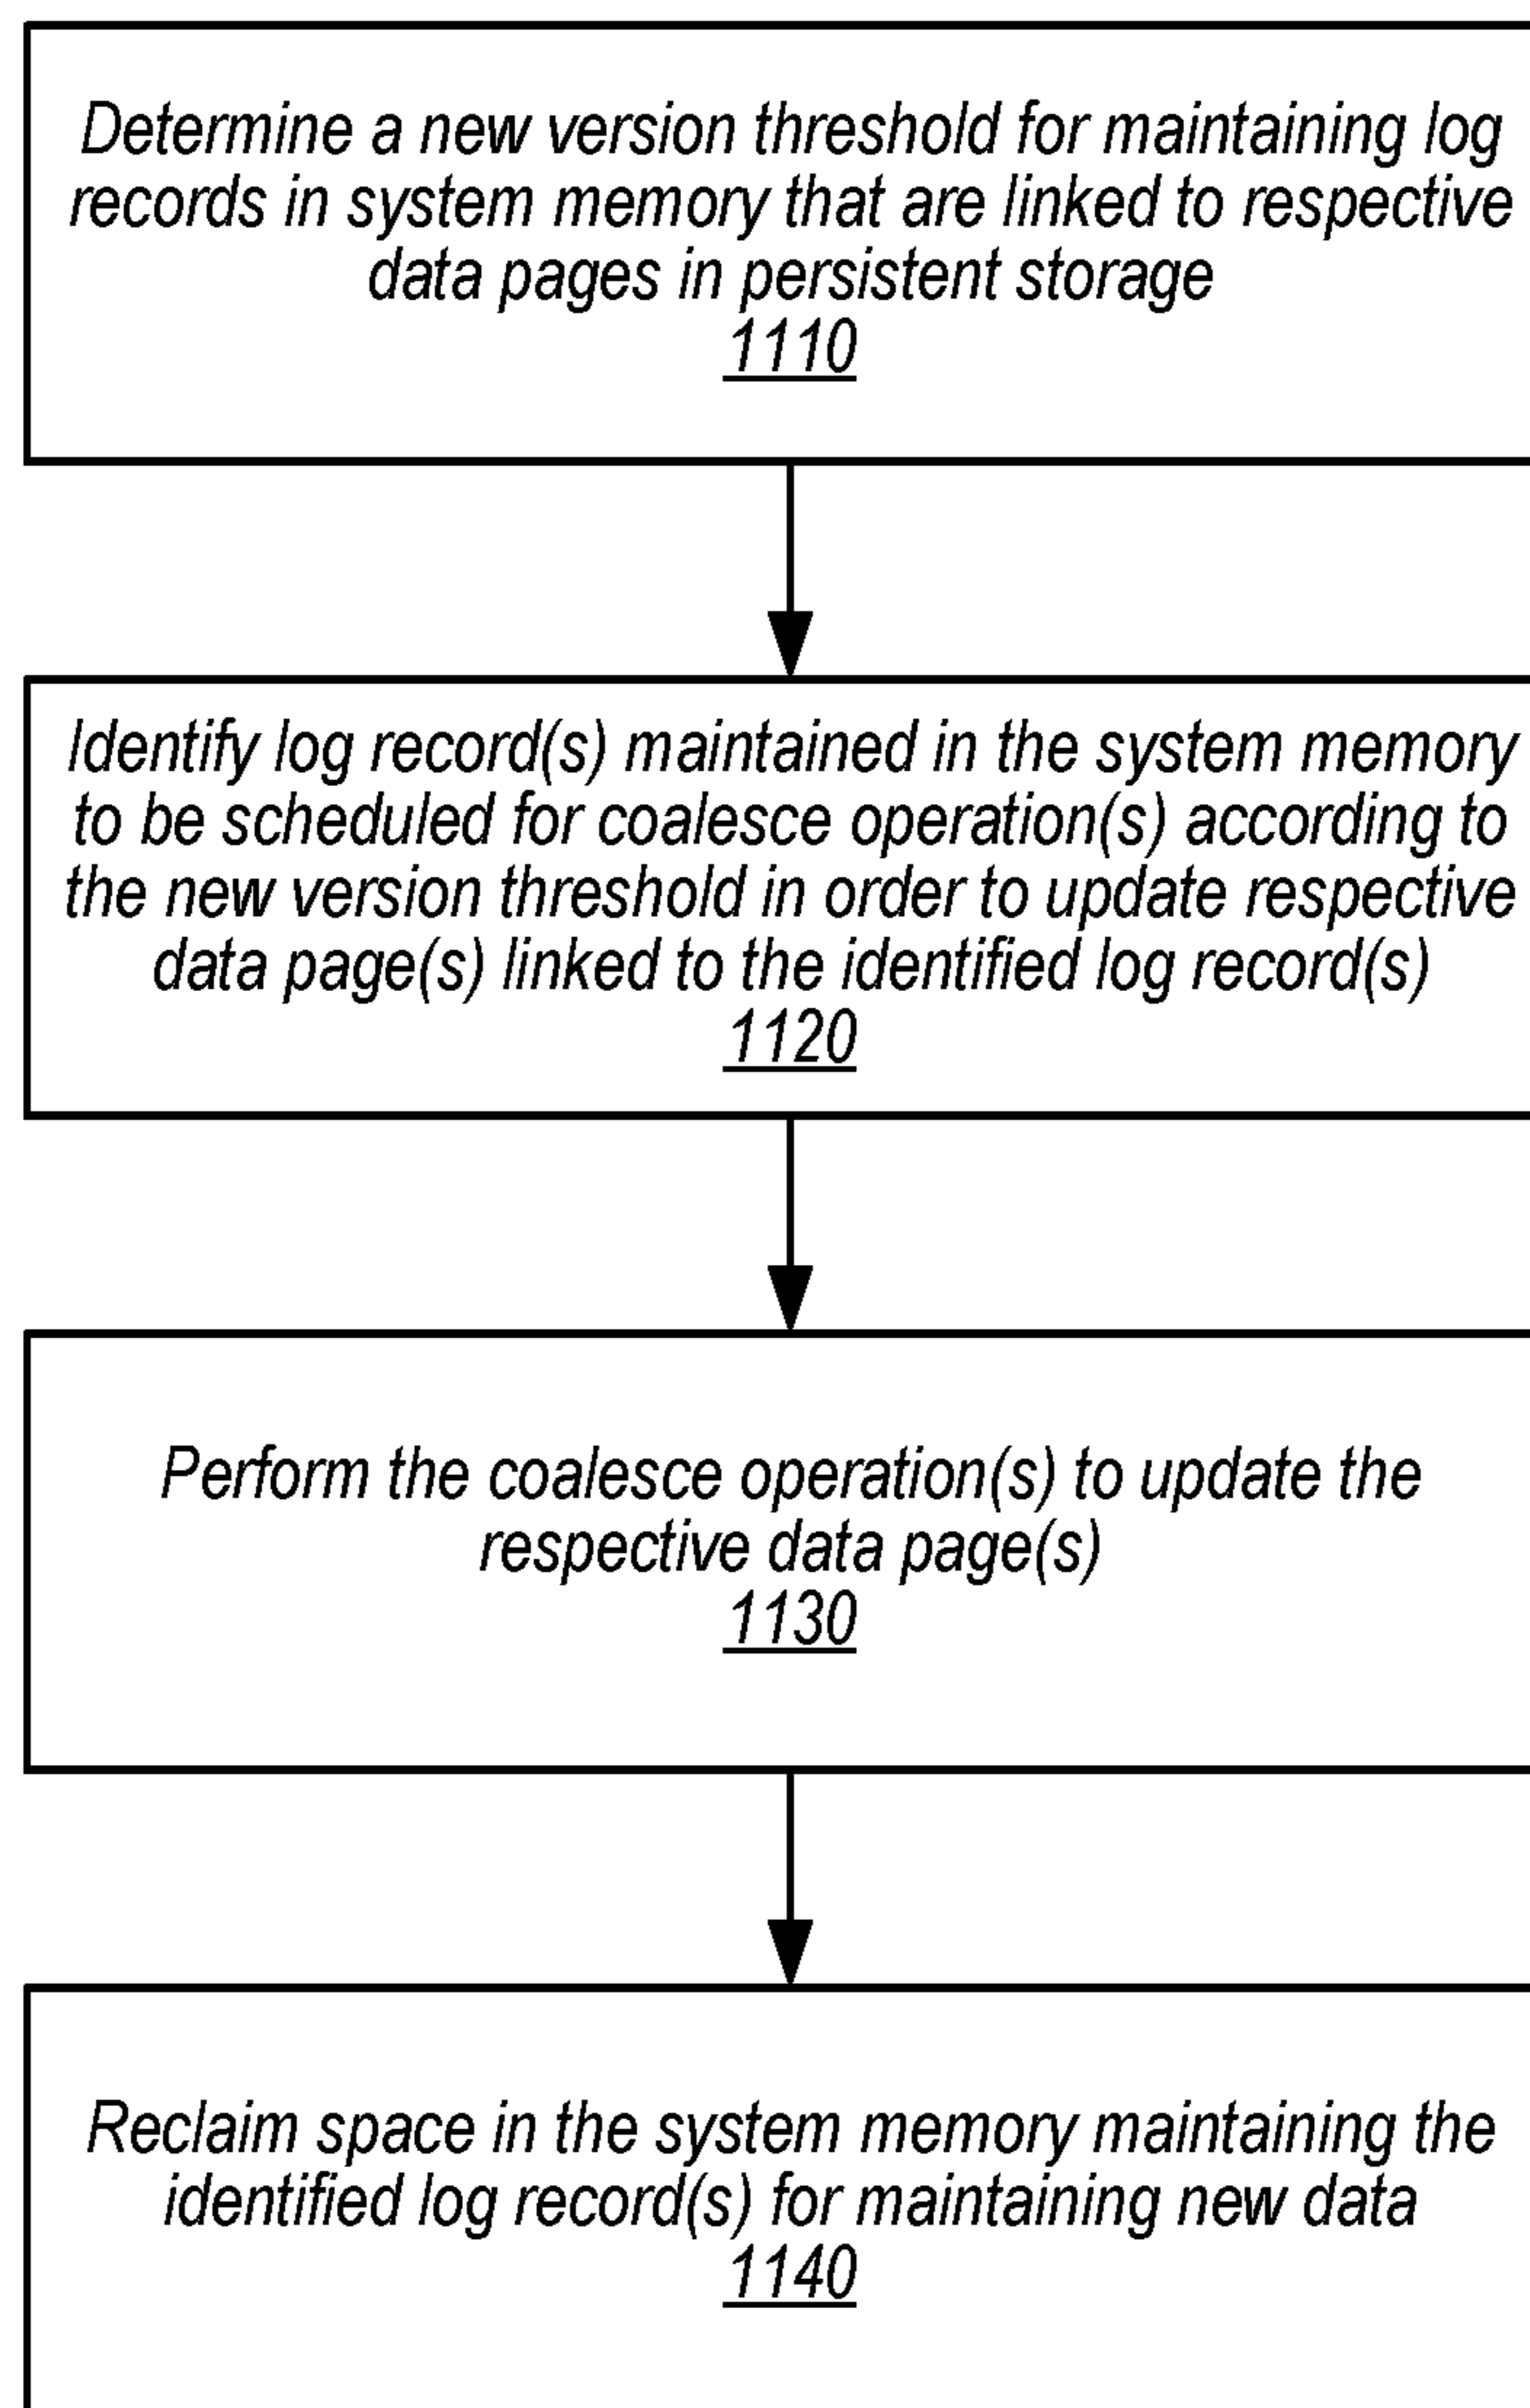 Determine a new version threshold for maintaining log
records in system memory that are linked to respective
data pages in persistent storage
1110
Identify log record(s) maintained in the system memory
to be scheduled for coalesce operation(s) according to
the new version threshold in order to update respective
data page(s) linked to the identified log record(s)
1120
Perform the coalesce operation(s) to update the
respective data page(s)
1130
Reclaim space in the system memory maintaining the
identified log record(s) for maintaining new data
1140